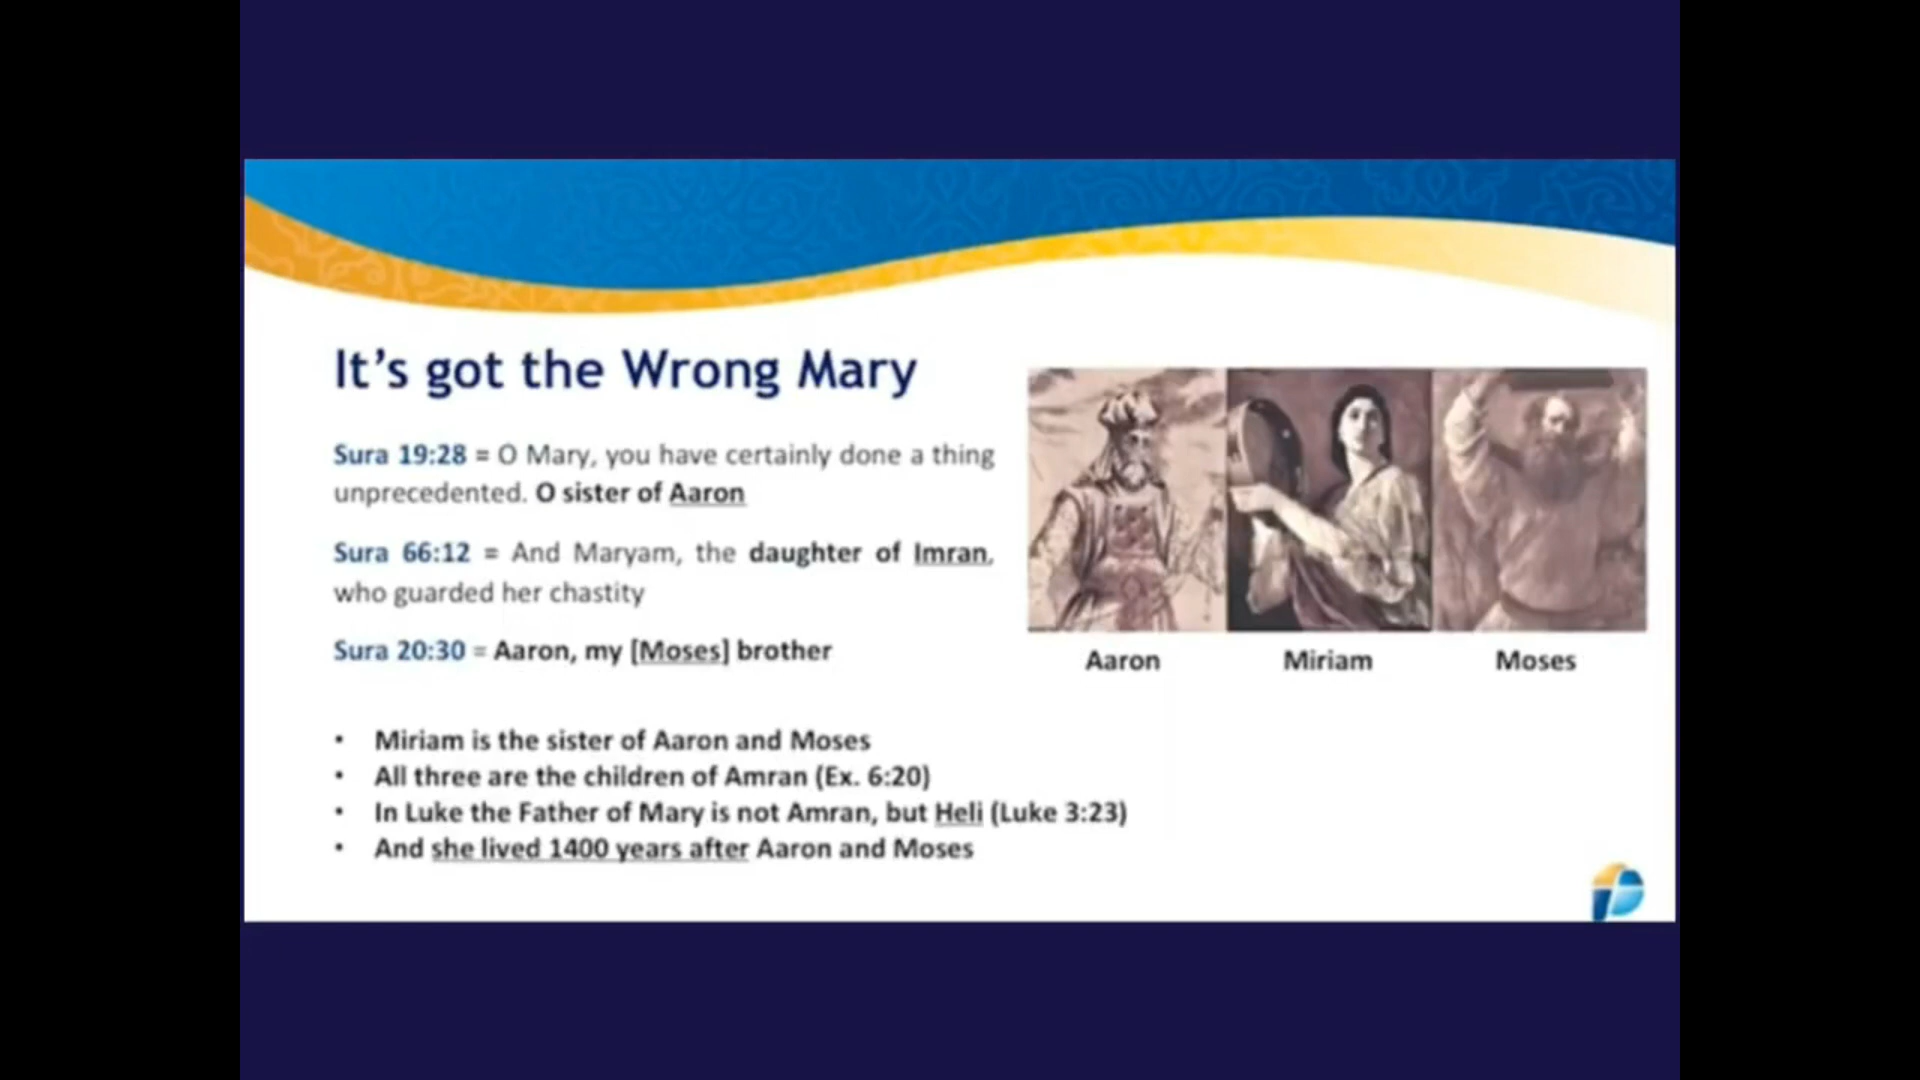 It's got the Wrong Mary
Sura 19:28 = O Mary, you have certainly done a thing
unprecedented. O sister of Aaron
Sura 66:12 = And Maryam, the daughter of Imran,
who guarded her chastity
Sura 20:30 = Aaron, my [Moses] brother
Aaron
Miriam
Moses
• Miriam is the sister of Aaron and Moses
• All three are the children of Amran (Ex. 6:20)
• In Luke the Father of Mary is not Amran, but Heli (Luke 3:23)
• And she lived 1400 years after Aaron and Moses